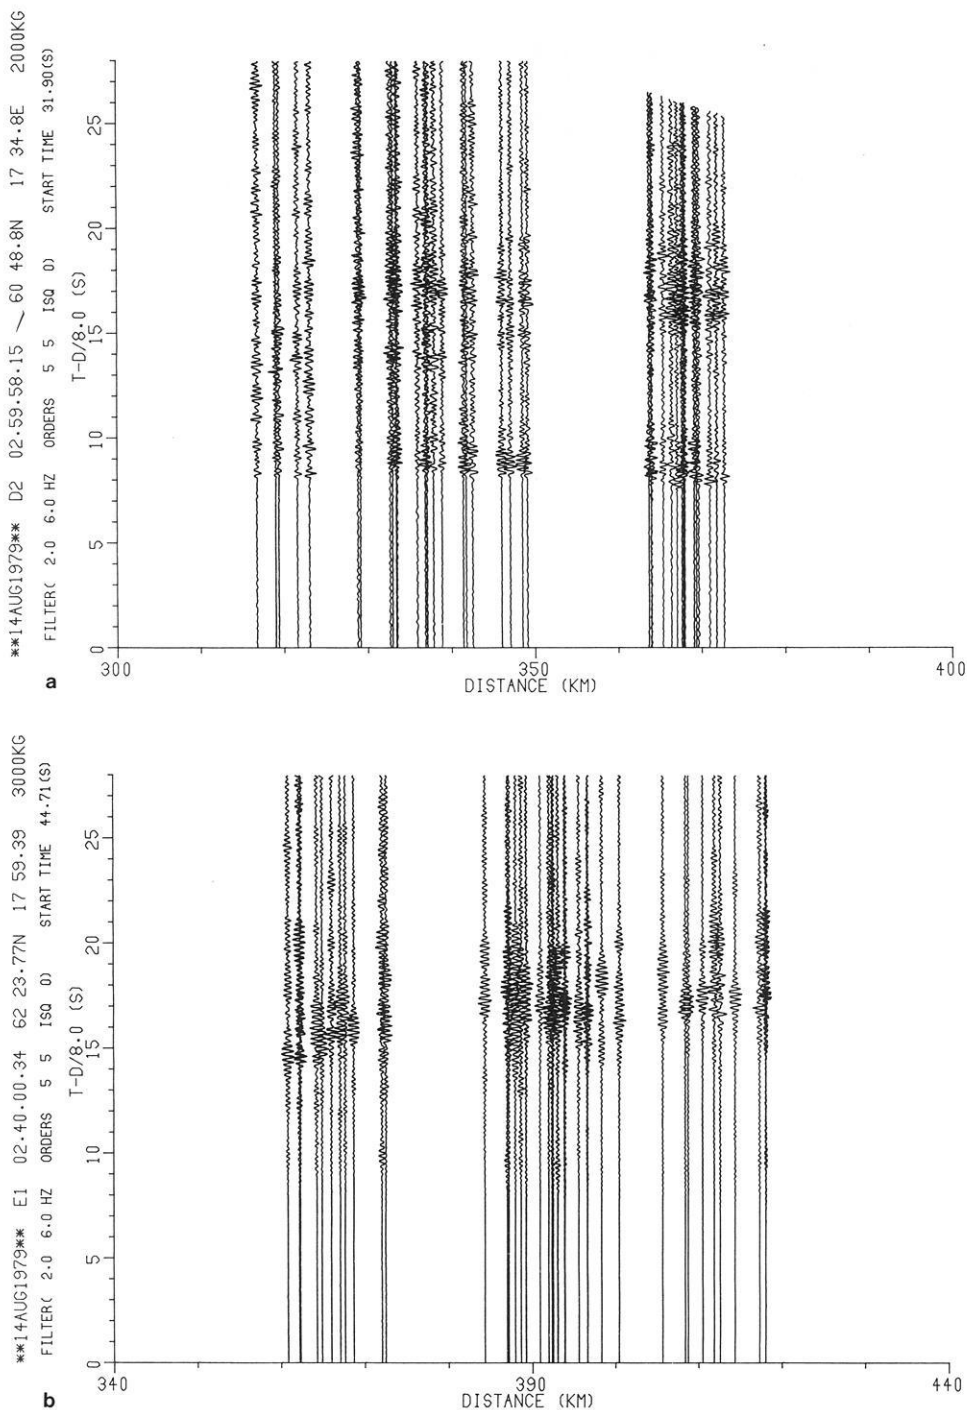 **14AUG1979** D2 02.59.58.15 60 48.8N 17 34.8E 2000KG
FILTER( 2.0 6.0 HZ ORDERS 5 5 ISQ 0) START TIME 31.90(S)
T-D/8.0 (S)
25
20
15
10
5
0
300 350 400
DISTANCE (KM)
a
**14AUG1979** E1 02.40.00.34 62 23.77N 17 59.39 3000KG
FILTER( 2.0 6.0 HZ ORDERS 5 5 ISQ 0) START TIME 44.71(S)
T-D/8.0 (S)
25
20
15
10
5
0
340 390 440
DISTANCE (KM)
b